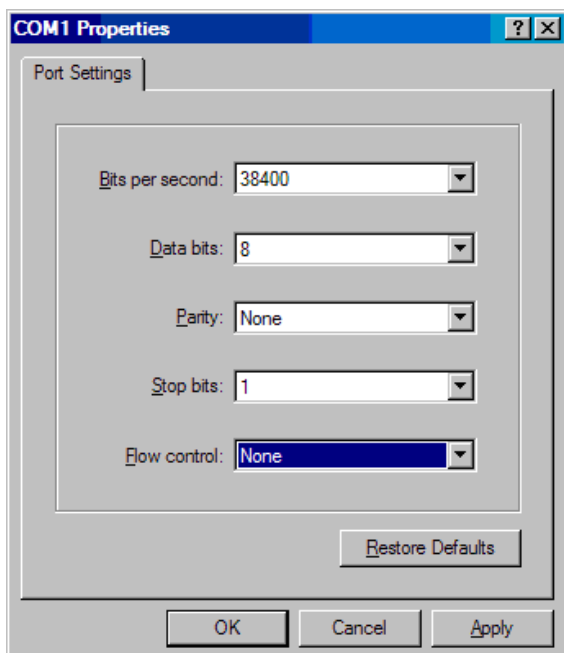 COM1 Properties
Port Settings
Bits per second: 38400
Data bits: 8
Parity: None
Stop bits: 1
Flow control: None
Restore Defaults
OK Cancel Apply